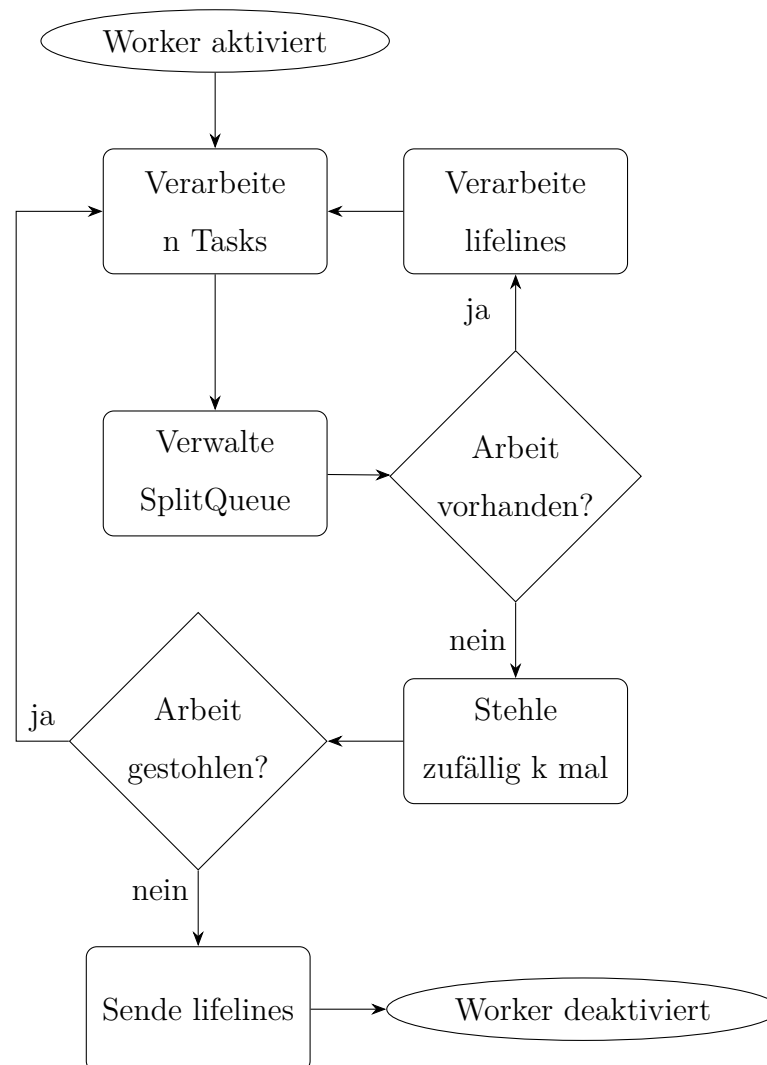 Worker aktiviert
Verarbeite
n Tasks
Verarbeite
lifelines
ja
Verwalte
SplitQueue
Arbeit
vorhanden?
nein
Stehle
zufällig k mal
Arbeit
gestohlen?
ja
nein
Sende lifelines
Worker deaktiviert